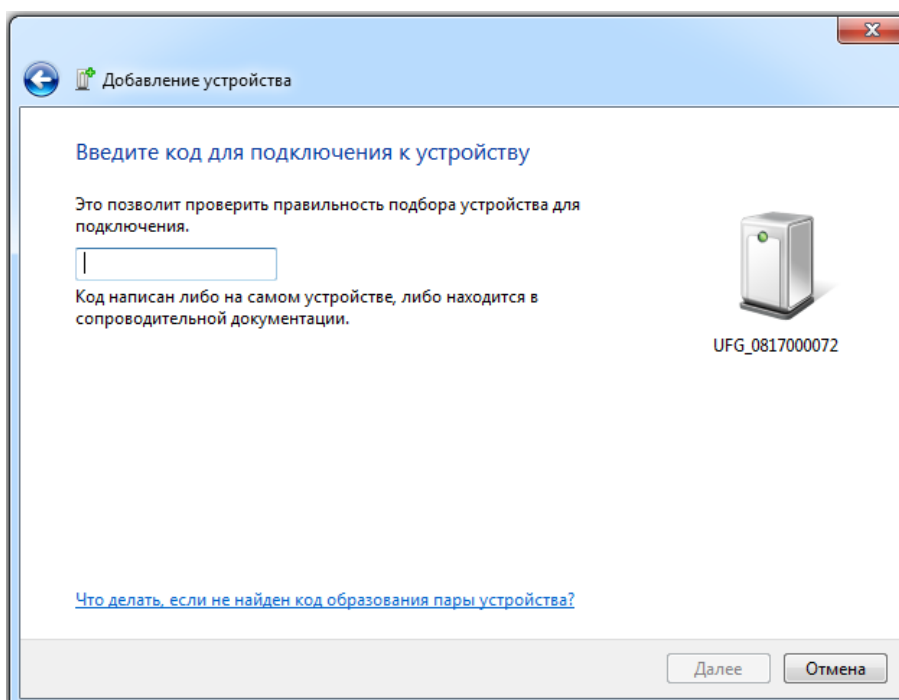 Добавление устройства
Введите код для подключения к устройству
Это позволит проверить правильность подбора устройства для
подключения.
Код написан либо на самом устройстве, либо находится в
сопроводительной документации.
UFG_0817000072
Что делать, если не найден код образования пары устройства?
Далее
Отмена